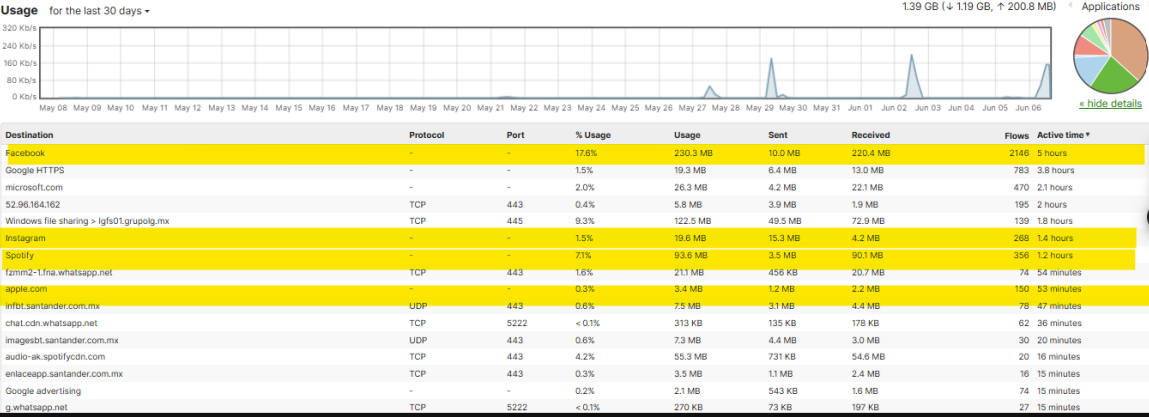 Usage for the last 30 days
1.39 GB (↓ 1.19 GB, ↑ 200.8 MB)
Applications
320 Kb/s
240 Kb/s
160 Kb/s
80 Kb/s
0 Kb/s
May 08 May 09 May 10 May 11 May 12 May 13 May 14 May 15 May 16 May 17 May 18 May 19 May 20 May 21 May 22 May 23 May 24 May 25 May 26 May 27 May 28 May 29 May 30 May 31 Jun 01 Jun 02 Jun 03 Jun 04 Jun 05 Jun 06
« hide details
Destination Protocol Port % Usage Usage Sent Received Flows Active time
Facebook - - 17.6% 230.3 MB 10.0 MB 220.4 MB 2146 5 hours
Google HTTPS - - 1.5% 19.3 MB 6.4 MB 13.0 MB 783 3.8 hours
microsoft.com - - 2.0% 26.3 MB 4.2 MB 22.1 MB 470 2.1 hours
52.96.164.162 TCP 443 0.4% 5.8 MB 3.9 MB 1.9 MB 195 2 hours
Windows file sharing > lgfs01.grupolg.mx TCP 445 9.3% 122.5 MB 49.5 MB 72.9 MB 139 1.8 hours
Instagram - - 1.5% 19.6 MB 15.3 MB 4.2 MB 268 1.4 hours
Spotify - - 7.1% 93.6 MB 3.5 MB 90.1 MB 356 1.2 hours
fzmm2-1.fna.whatsapp.net TCP 443 1.6% 21.1 MB 456 KB 20.7 MB 74 54 minutes
apple.com - - 0.3% 3.4 MB 1.2 MB 2.2 MB 150 53 minutes
infbt.santander.com.mx UDP 443 0.6% 7.5 MB 3.1 MB 4.4 MB 78 47 minutes
chat.cdn.whatsapp.net TCP 5222 < 0.1% 313 KB 135 KB 178 KB 62 36 minutes
imagesbt.santander.com.mx UDP 443 0.6% 7.3 MB 4.4 MB 3.0 MB 30 20 minutes
audio-ak.spotifycdn.com TCP 443 4.2% 55.3 MB 731 KB 54.6 MB 20 16 minutes
enlaceapp.santander.com.mx TCP 443 0.3% 3.5 MB 1.1 MB 2.4 MB 16 15 minutes
Google advertising - - 0.2% 2.1 MB 543 KB 1.6 MB 74 15 minutes
g.whatsapp.net TCP 5222 < 0.1% 270 KB 73 KB 197 KB 27 15 minutes